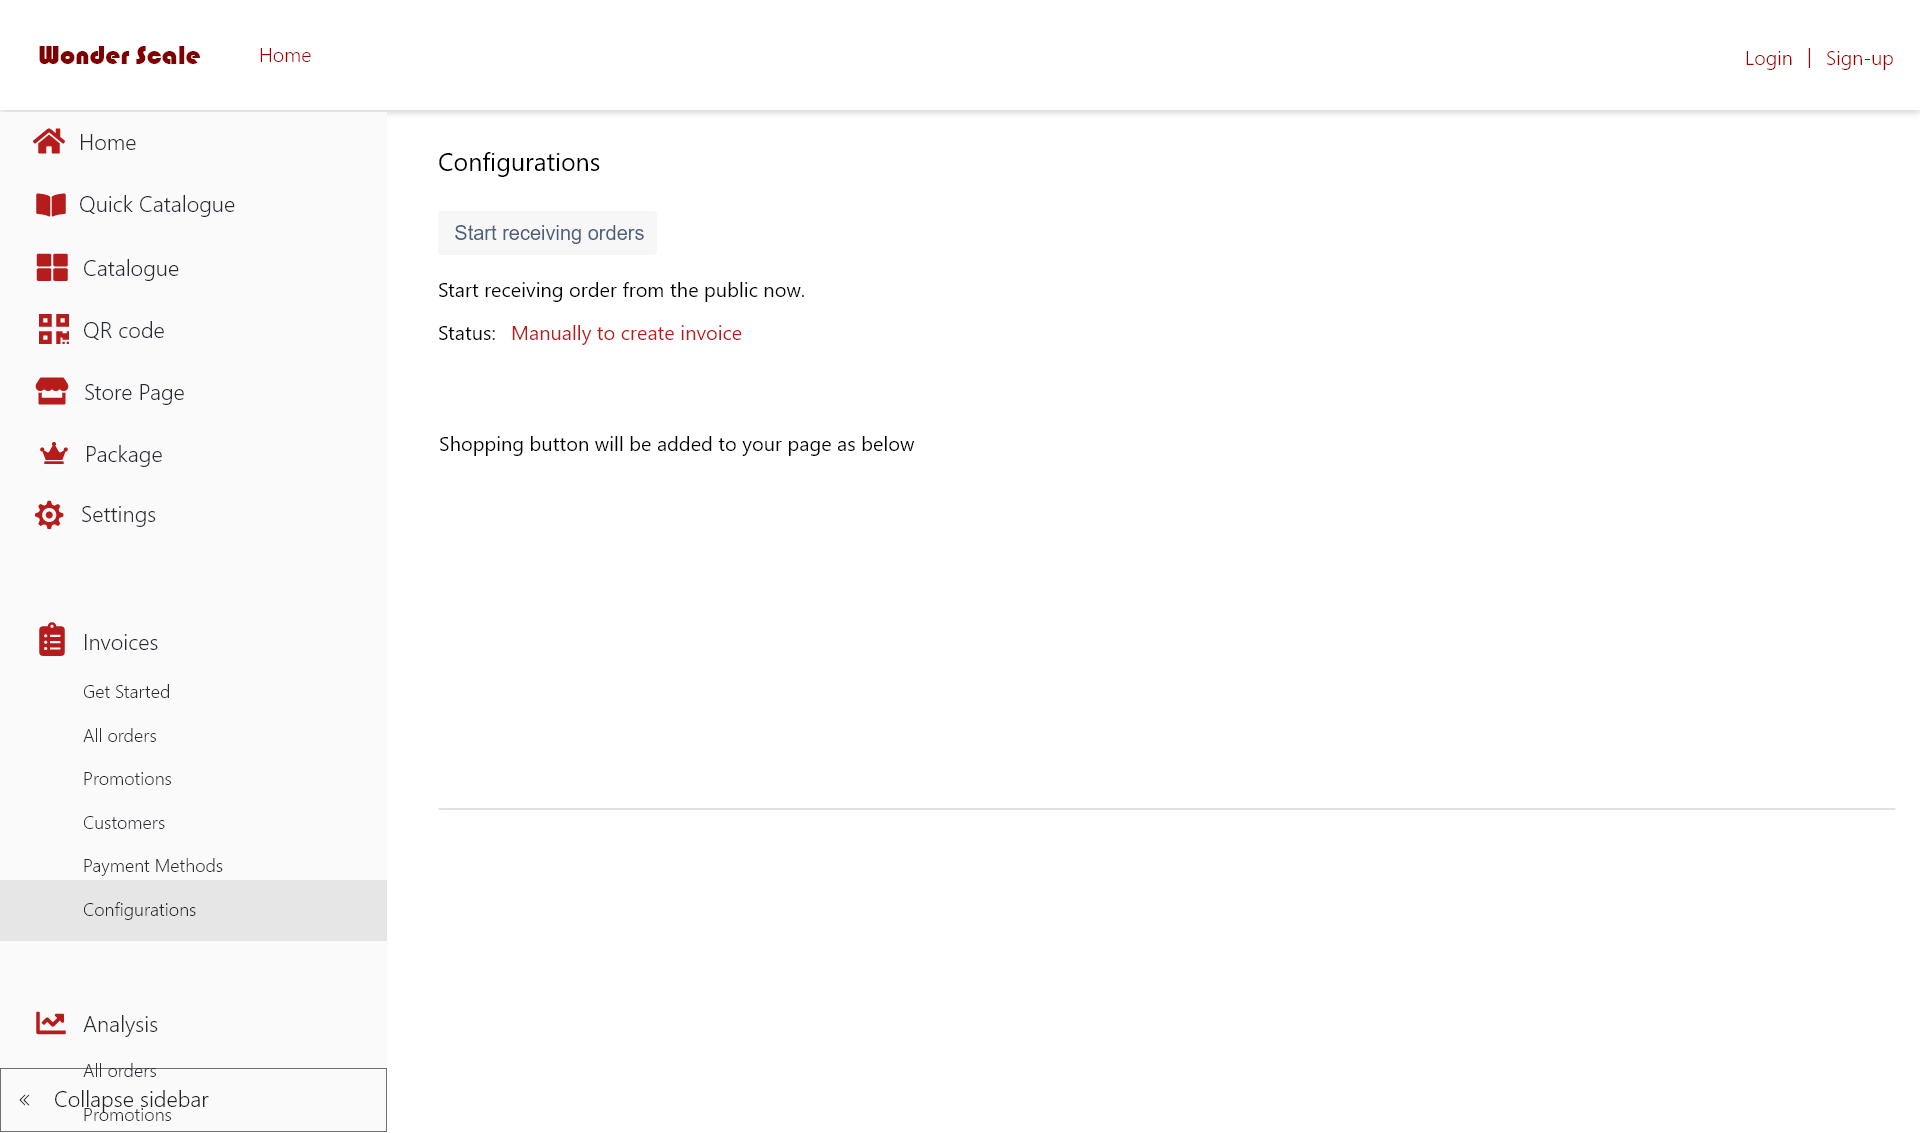 Wonder Scale
Home
Login | Sign-up
Home
Quick Catalogue
Catalogue
QR code
Store Page
Package
Settings
Invoices
Get Started
All orders
Promotions
Customers
Payment Methods
Configurations
Analysis
All orders
« Collapse sidebar
Promotions
Configurations
Start receiving orders
Start receiving order from the public now.
Status: Manually to create invoice
Shopping button will be added to your page as below